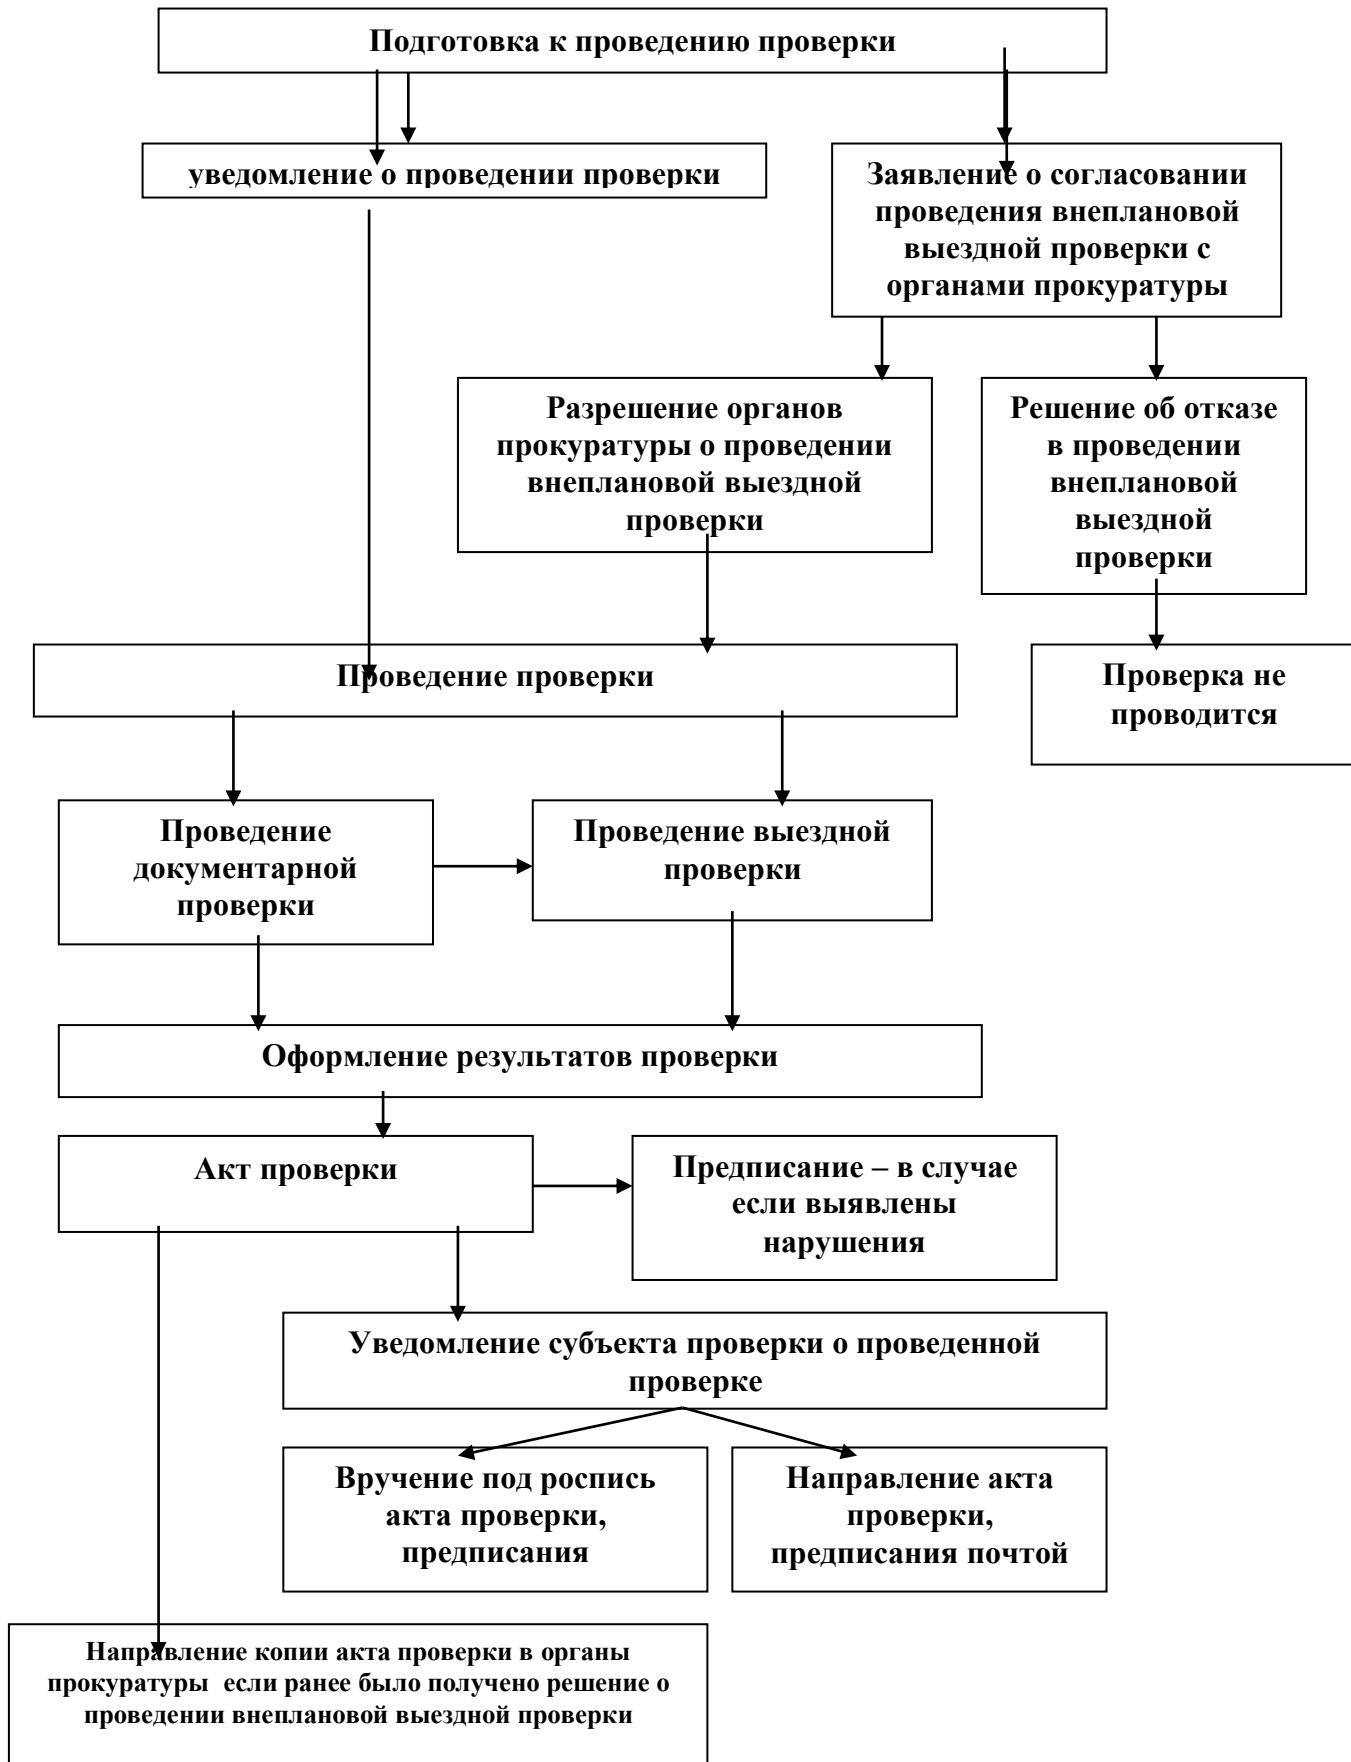 Подготовка к проведению проверки
уведомление о проведении проверки
Заявление о согласовании
проведения внеплановой
выездной проверки с
органами прокуратуры
Разрешение органов
прокуратуры о проведении
внеплановой выездной
проверки
Решение об отказе
в проведении
внеплановой
выездной
проверки
Проведение проверки
Проверка не
проводится
Проведение
документарной
проверки
Проведение выездной
проверки
Оформление результатов проверки
Акт проверки
Предписание – в случае
если выявлены
нарушения
Уведомление субъекта проверки о проведенной
проверке
Вручение под роспись
акта проверки,
предписания
Направление акта
проверки,
предписания почтой
Направление копии акта проверки в органы
прокуратуры  если ранее было получено решение о
проведении внеплановой выездной проверки